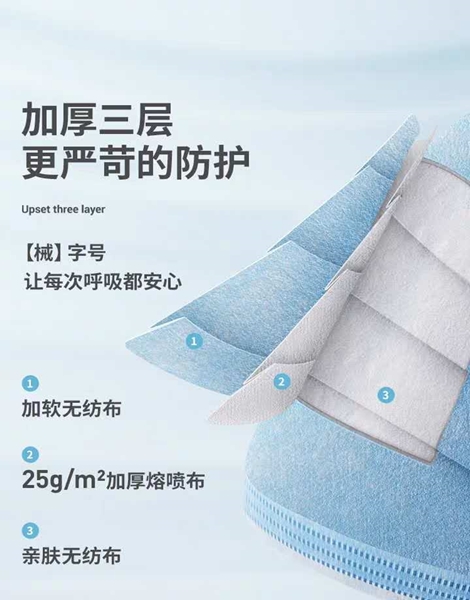 加厚三层
更严苛的防护
Upset three layer
【械】字号
让每次呼吸都安心
1
加软无纺布
2
25g/m²加厚熔喷布
3
亲肤无纺布
1
2
3